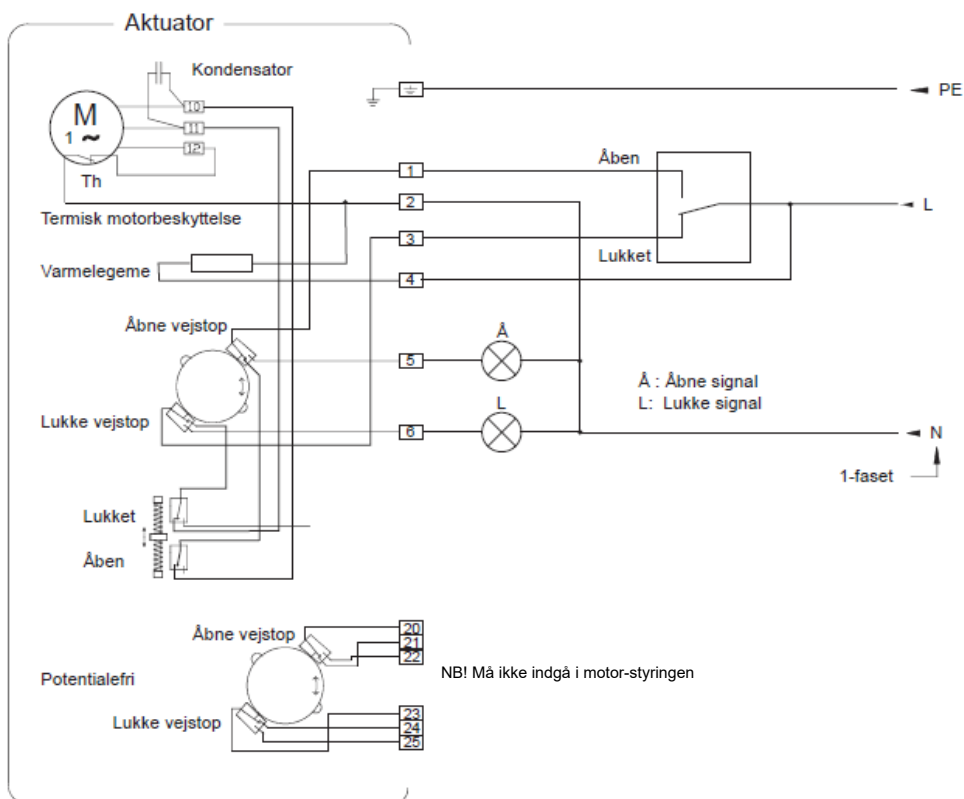 Aktuator
Kondensator
M
1 ~
10
11
12
Th
Termisk motorbeskyttelse
Varmelegeme
PE
1
2
3
4
Åben
Lukket
L
Åbne vejstop
Lukke vejstop
5
6
Å
L
Å : Åbne signal
L: Lukke signal
N
1-faset
Lukket
Åben
Åbne vejstop
Potentialefri
Lukke vejstop
20
21
22
NB! Må ikke indgå i motor-styringen
23
24
25